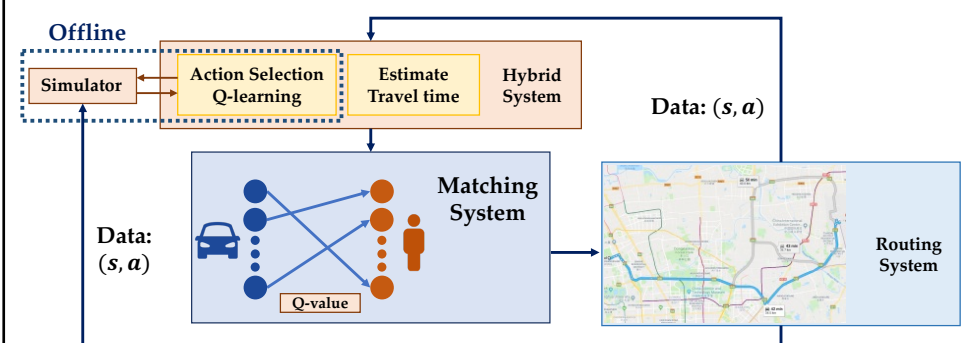 Offline
Simulator
Action Selection
Q-learning
Estimate
Travel time
Hybrid
System
Data: (s, a)
Matching
System
Data:
(s, a)
Q-value
Routing
System